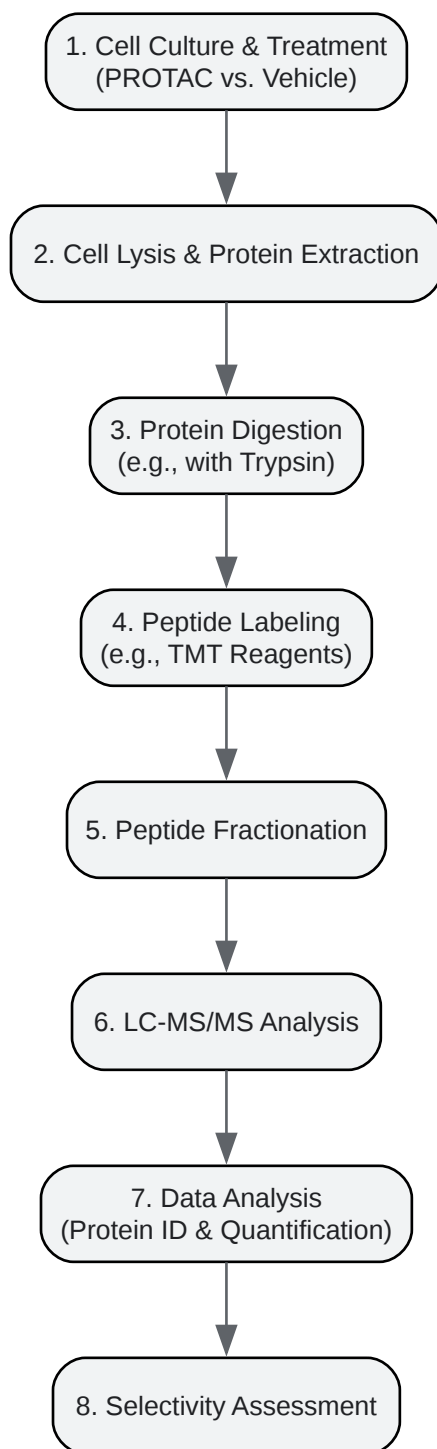 1. Cell Culture & Treatment
(PROTAC vs. Vehicle)
2. Cell Lysis & Protein Extraction
3. Protein Digestion
(e.g., with Trypsin)
4. Peptide Labeling
(e.g., TMT Reagents)
5. Peptide Fractionation
6. LC-MS/MS Analysis
7. Data Analysis
(Protein ID & Quantification)
8. Selectivity Assessment